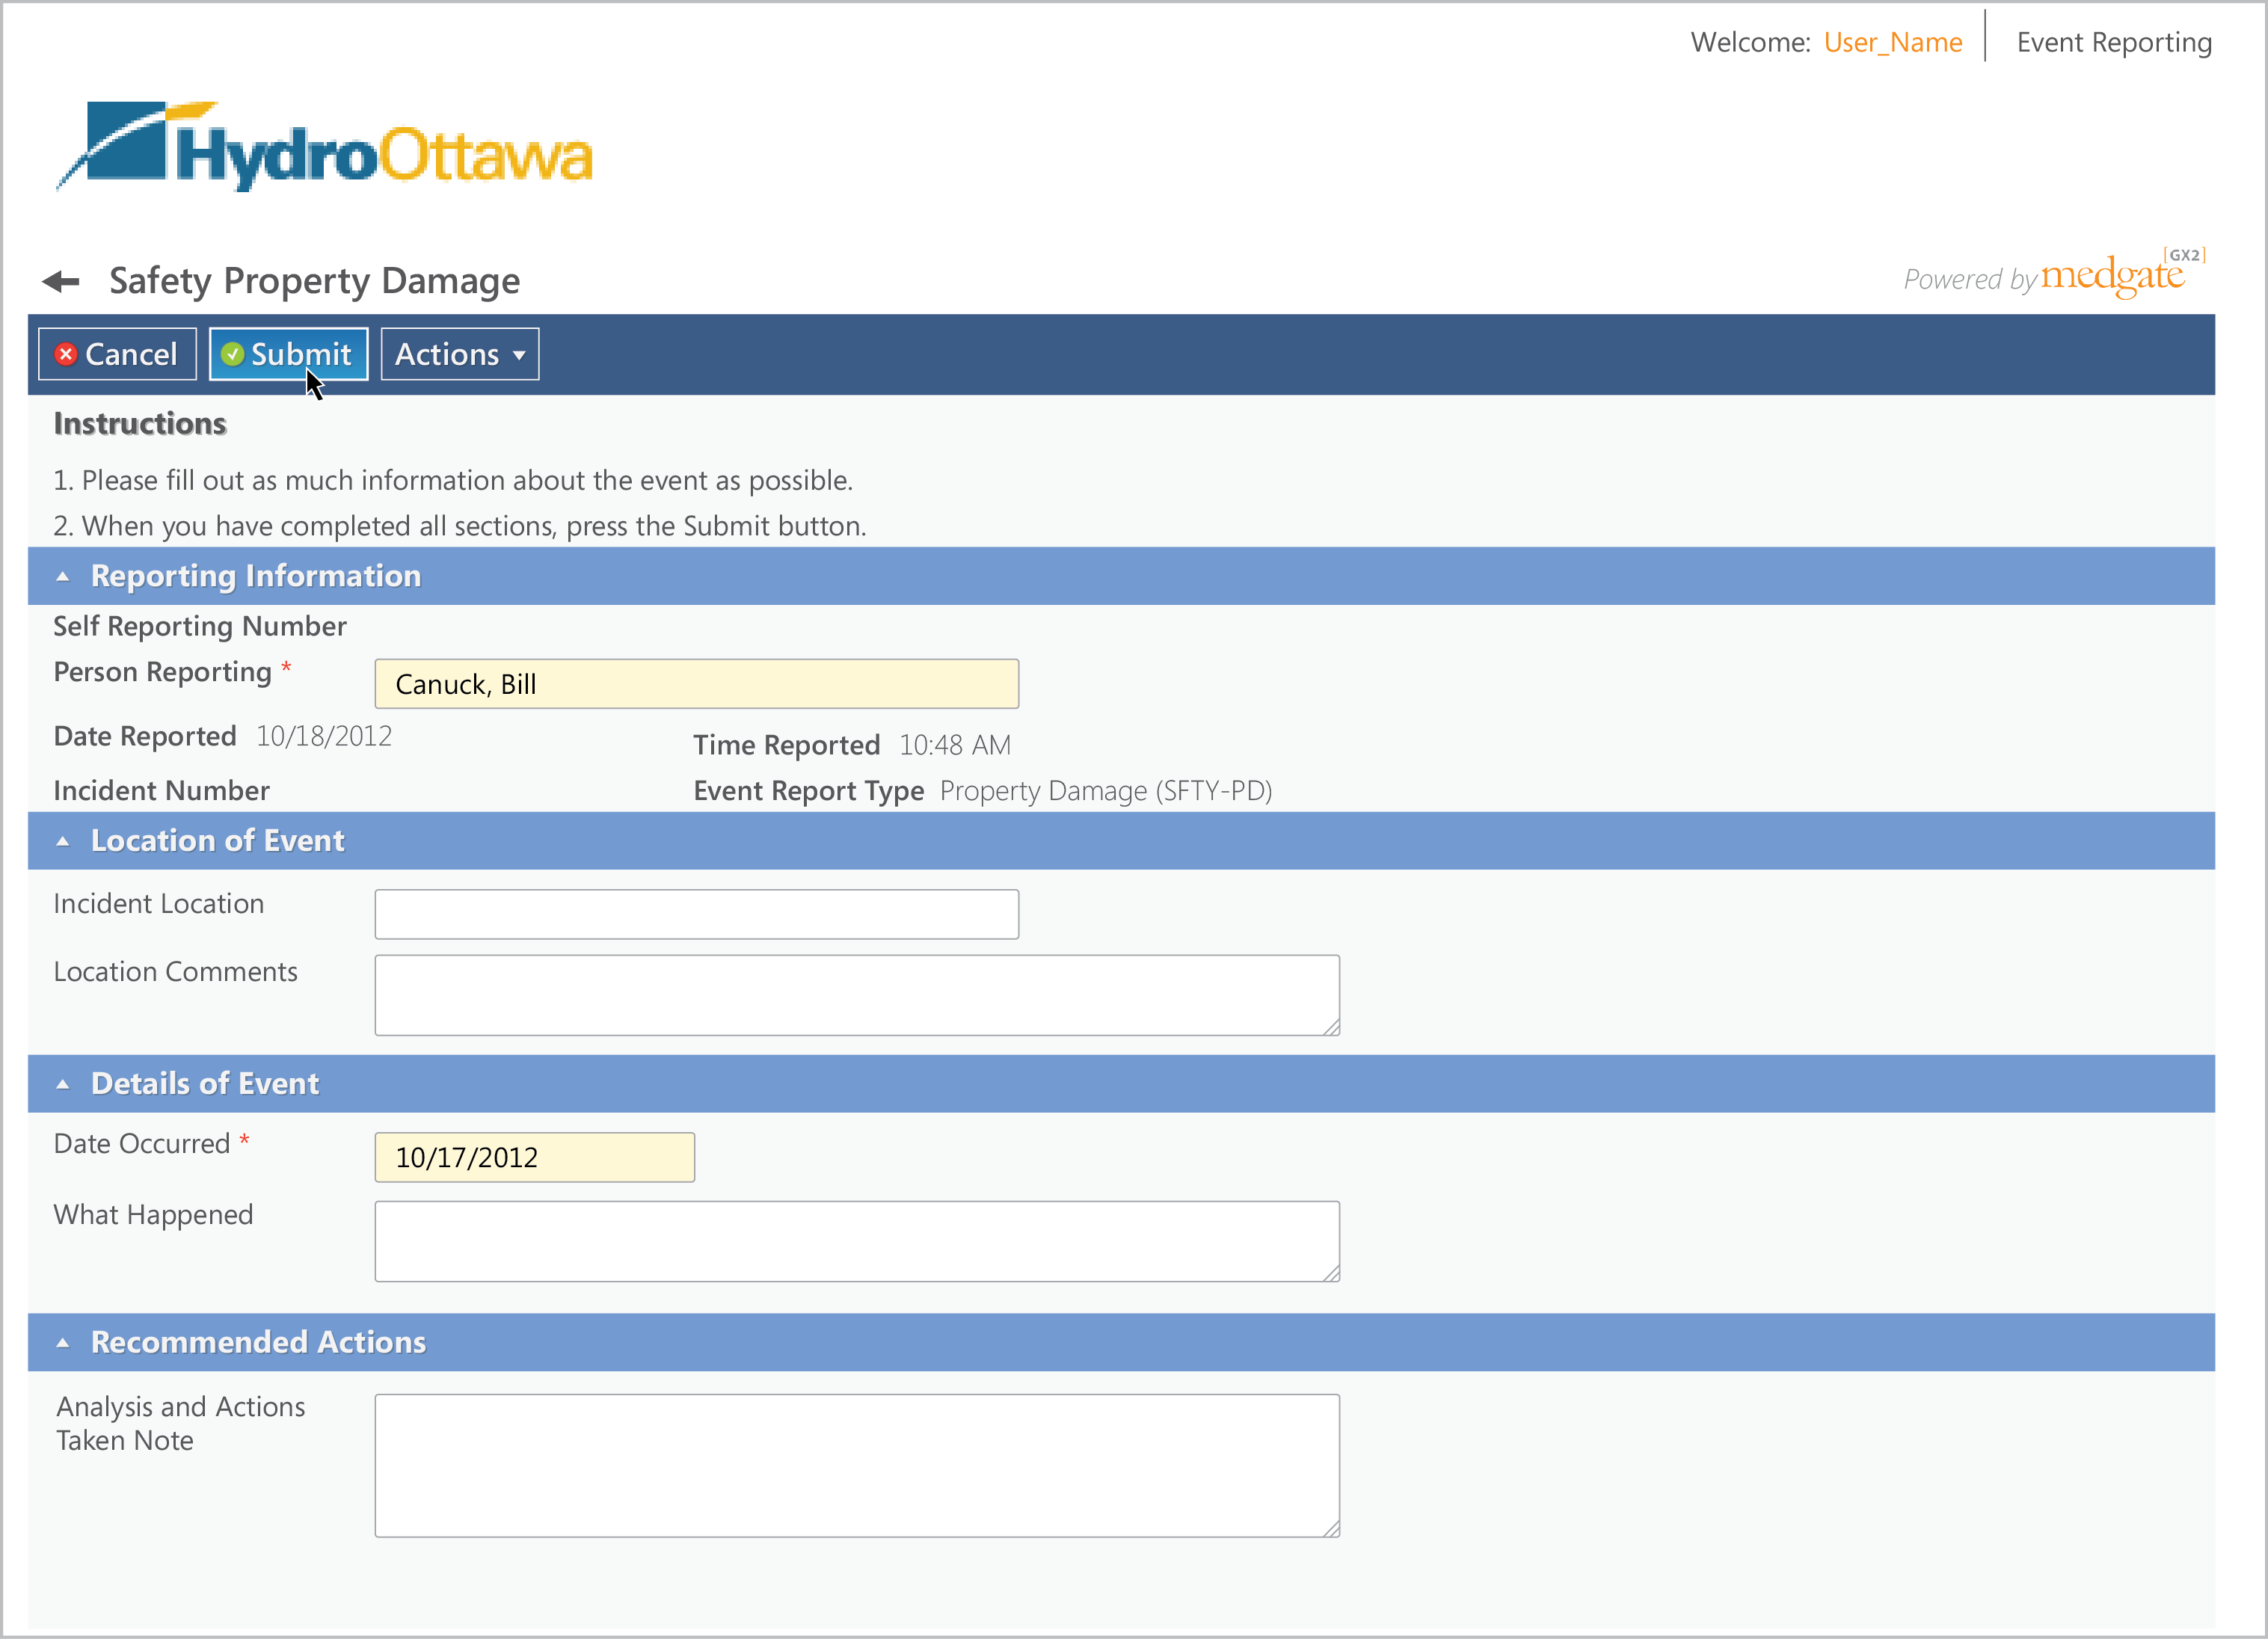 Welcome: User_Name Event Reporting
HydroOttawa
Safety Property Damage
Powered by medgate [GX2]
Cancel Submit Actions
Instructions
1. Please fill out as much information about the event as possible.
2. When you have completed all sections, press the Submit button.
Reporting Information
Self Reporting Number
Person Reporting * Canuck, Bill
Date Reported 10/18/2012 Time Reported 10:48 AM
Incident Number Event Report Type Property Damage (SFTY-PD)
Location of Event
Incident Location
Location Comments
Details of Event
Date Occurred * 10/17/2012
What Happened
Recommended Actions
Analysis and Actions
Taken Note